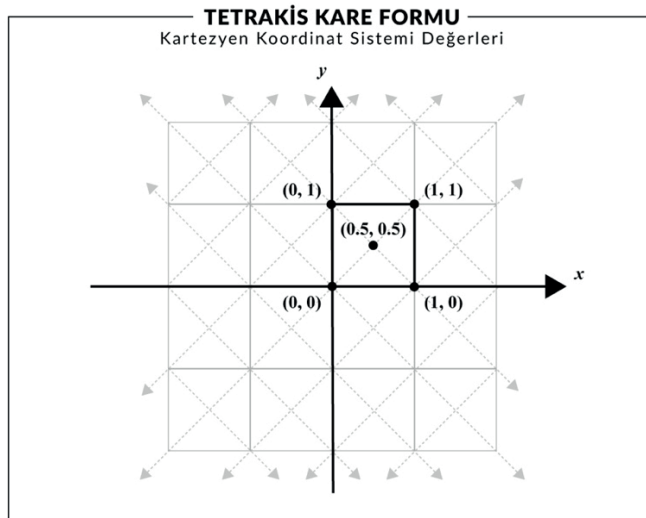 TETRAKİS KARE FORMU
Kartezyen Koordinat Sistemi Değerleri
y
(0, 1)
(1, 1)
(0.5, 0.5)
x
(0, 0)
(1, 0)